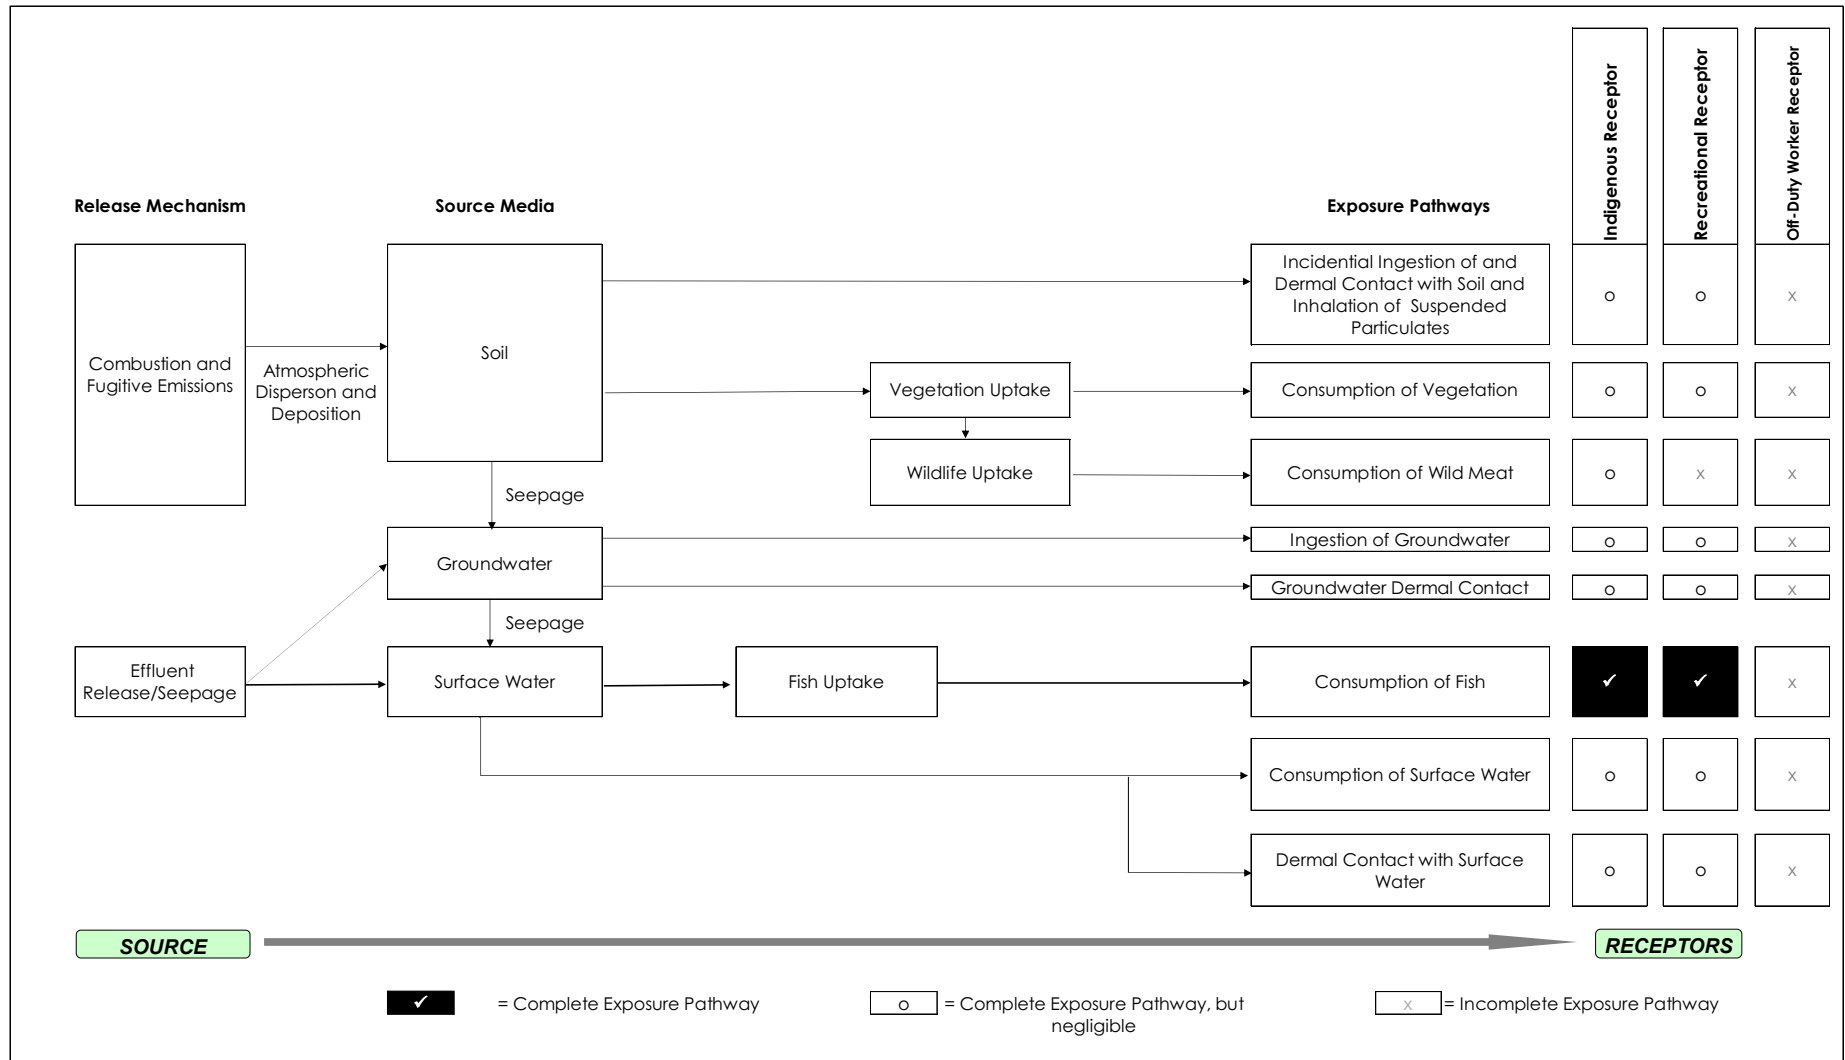 Indigenous Receptor
Recreational Receptor
Off-Duty Worker Receptor
Release Mechanism
Source Media
Exposure Pathways
Combustion and
Fugitive Emissions
Atmospheric
Disperson and
Deposition
Soil
Incidential Ingestion of and
Dermal Contact with Soil and
Inhalation of Suspended
Particulates
o o x
Vegetation Uptake
Consumption of Vegetation
o o x
Wildlife Uptake
Consumption of Wild Meat
o x x
Seepage
Groundwater
Ingestion of Groundwater
o o x
Groundwater Dermal Contact
o o x
Seepage
Effluent
Release/Seepage
Surface Water
Fish Uptake
Consumption of Fish
✓ ✓ x
Consumption of Surface Water
o o x
Dermal Contact with Surface
Water
o o x
SOURCE
RECEPTORS
✓ = Complete Exposure Pathway
o = Complete Exposure Pathway, but
negligible
x = Incomplete Exposure Pathway